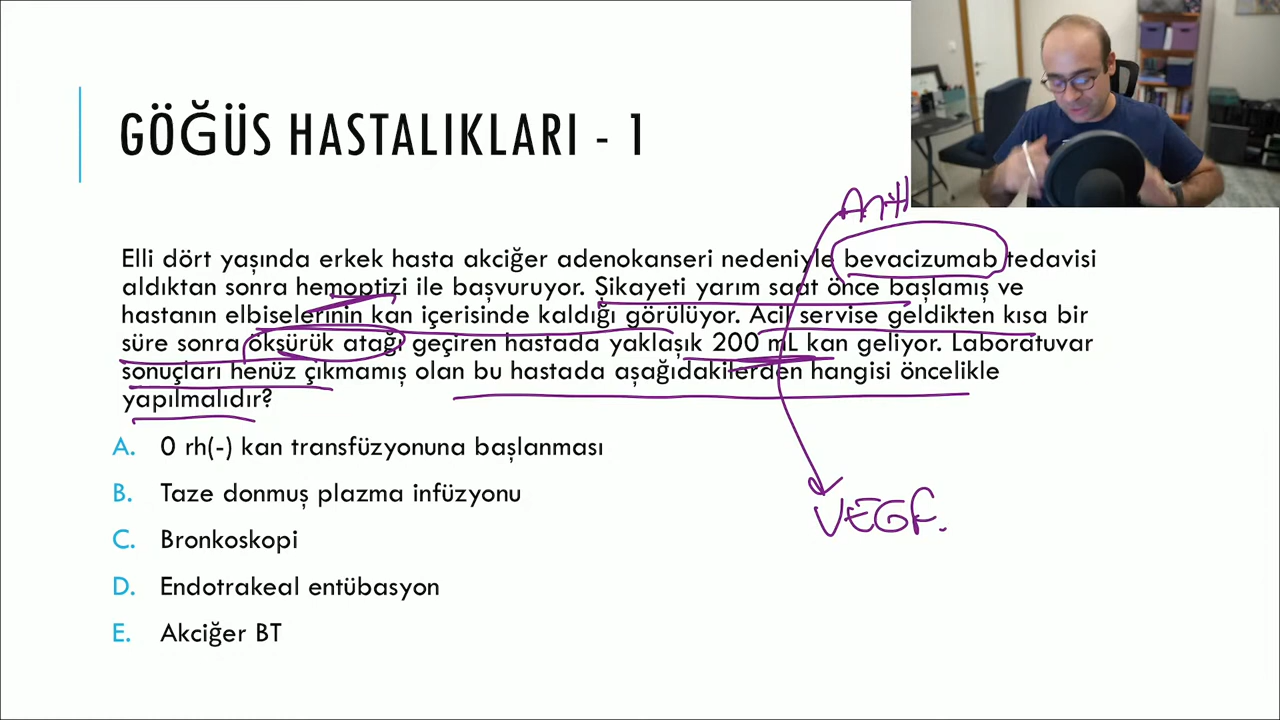 GÖĞÜS HASTALIKLARI - 1
Anti
Elli dört yaşında erkek hasta akciğer adenokanseri nedeniyle bevacizumab tedavisi
aldıktan sonra hemoptizi ile başvuruyor. Şikayeti yarım saat önce başlamış ve
hastanın elbiselerinin kan içerisinde kaldığı görülüyor. Acil servise geldikten kısa bir
süre sonra öksürük atağı geçiren hastada yaklaşık 200 mL kan geliyor. Laboratuvar
sonuçları henüz çıkmamış olan bu hastada aşağıdakilerden hangisi öncelikle
yapılmalıdır?
A. 0 rh(-) kan transfüzyonuna başlanması
B. Taze donmuş plazma infüzyonu
VEGF.
C. Bronkoskopi
D. Endotrakeal entübasyon
E. Akciğer BT